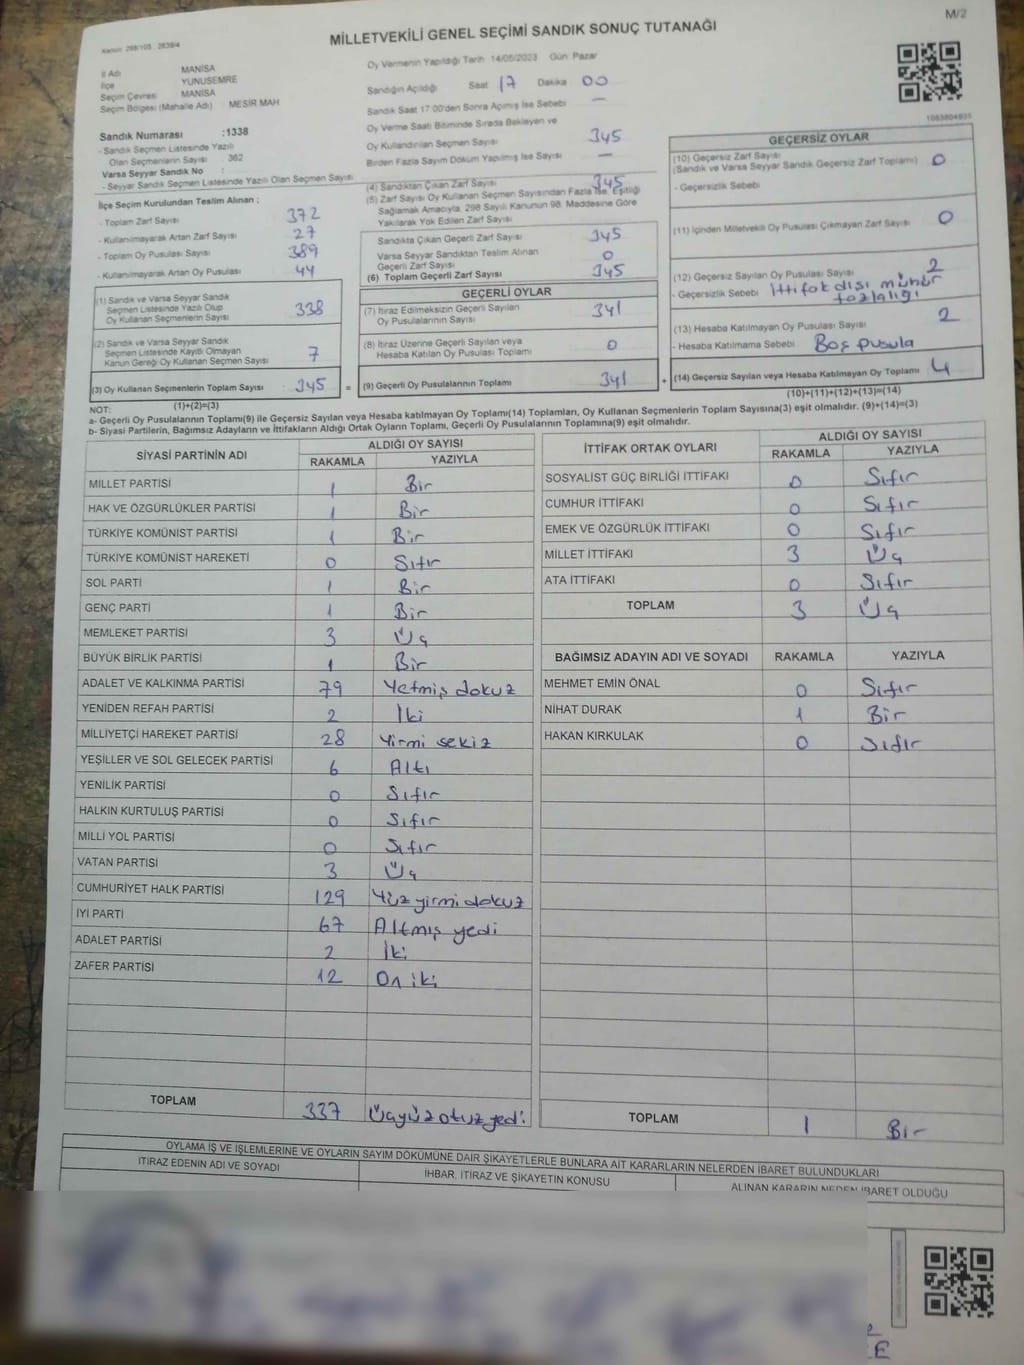 M/2
MİLLETVEKİLİ GENEL SEÇİMİ SANDIK SONUÇ TUTANAĞI
Kanun: 298/105 , 2839/4
İl Adı MANİSA
İlçe YUNUSEMRE
Seçim Çevresi MANİSA
Seçim Bölgesi (Mahalle Adı) MESİR MAH
Oy Vermenin Yapıldığı Tarih 14/05/2023 Gün: Pazar
Sandığın Açıldığı Saat 17 Dakika 00
Sandık Saat 17:00'den Sonra Açılmış İse Sebebi —
Oy Verme Saati Bitiminde Sırada Bekleyen ve
Oy Kullandırılan Seçmen Sayısı 345
Birden Fazla Sayım Döküm Yapılmış İse Sayısı —
Sandık Numarası :1338
- Sandık Seçmen Listesinde Yazılı
Olan Seçmenlerin Sayısı 362
Varsa Seyyar Sandık No :
- Seyyar Sandık Seçmen Listesinde Yazılı Olan Seçmen Sayısı
İlçe Seçim Kurulundan Teslim Alınan ;
- Toplam Zarf Sayısı 372
- Kullanılmayarak Artan Zarf Sayısı 27
- Toplam Oy Pusulası Sayısı 389
- Kullanılmayarak Artan Oy Pusulası 44
(4) Sandıktan Çıkan Zarf Sayısı 345
(5) Zarf Sayısı Oy Kullanan Seçmen Sayısından Fazla İse, Eşitliği
Sağlamak Amacıyla, 298 Sayılı Kanunun 98. Maddesine Göre
Yakılarak Yok Edilen Zarf Sayısı
Sandıkta Çıkan Geçerli Zarf Sayısı 345
Varsa Seyyar Sandıktan Teslim Alınan
Geçerli Zarf Sayısı 0
(6) Toplam Geçerli Zarf Sayısı 345
1083804935
GEÇERSİZ OYLAR
(10) Geçersiz Zarf Sayısı
(Sandık ve Varsa Seyyar Sandık Geçersiz Zarf Toplamı) 0
- Geçersizlik Sebebi
(11) İçinden Milletvekili Oy Pusulası Çıkmayan Zarf Sayısı 0
(12) Geçersiz Sayılan Oy Pusulası Sayısı 2
- Geçersizlik Sebebi İttifak dışı mühür
fazlalığı
(13) Hesaba Katılmayan Oy Pusulası Sayısı 2
- Hesaba Katılmama Sebebi Boş pusula
(14) Geçersiz Sayılan veya Hesaba Katılmayan Oy Toplamı 4
(10)+(11)+(12)+(13)=(14)
(1) Sandık ve Varsa Seyyar Sandık
Seçmen Listesinde Yazılı Olup
Oy Kullanan Seçmenlerin Sayısı 338
(2) Sandık ve Varsa Seyyar Sandık
Seçmen Listesinde Kayıtlı Olmayan
Kanun Gereği Oy Kullanan Seçmen Sayısı 7
(3) Oy Kullanan Seçmenlerin Toplam Sayısı 345 =
(1)+(2)=(3)
GEÇERLİ OYLAR
(7) İtiraz Edilmeksizin Geçerli Sayılan
Oy Pusulalarının Sayısı 341
(8) İtiraz Üzerine Geçerli Sayılan veya
Hesaba Katılan Oy Pusulası Toplamı 0
(9) Geçerli Oy Pusulalarının Toplamı 341 +
NOT:
a- Geçerli Oy Pusulalarının Toplamı(9) ile Geçersiz Sayılan veya Hesaba katılmayan Oy Toplamı(14) Toplamları, Oy Kullanan Seçmenlerin Toplam Sayısına(3) eşit olmalıdır. (9)+(14)=(3)
b- Siyasi Partilerin, Bağımsız Adayların ve İttifakların Aldığı Ortak Oyların Toplamı, Geçerli Oy Pusulalarının Toplamına(9) eşit olmalıdır.
SİYASİ PARTİNİN ADI ALDIĞI OY SAYISI
RAKAMLA YAZIYLA
MİLLET PARTİSİ 1 Bir
HAK VE ÖZGÜRLÜKLER PARTİSİ 1 Bir
TÜRKİYE KOMÜNİST PARTİSİ 1 Bir
TÜRKİYE KOMÜNİST HAREKETİ 0 Sıfır
SOL PARTİ 1 Bir
GENÇ PARTİ 1 Bir
MEMLEKET PARTİSİ 3 Üç
BÜYÜK BİRLİK PARTİSİ 1 Bir
ADALET VE KALKINMA PARTİSİ 79 Yetmiş dokuz
YENİDEN REFAH PARTİSİ 2 İki
MİLLİYETÇİ HAREKET PARTİSİ 28 Yirmi sekiz
YEŞİLLER VE SOL GELECEK PARTİSİ 6 Altı
YENİLİK PARTİSİ 0 Sıfır
HALKIN KURTULUŞ PARTİSİ 0 Sıfır
MİLLİ YOL PARTİSİ 0 Sıfır
VATAN PARTİSİ 3 Üç
CUMHURİYET HALK PARTİSİ 129 Yüz yirmi dokuz
İYİ PARTİ 67 Altmış yedi
ADALET PARTİSİ 2 İki
ZAFER PARTİSİ 12 On iki
TOPLAM 337 Üçyüz otuz yedi
İTTİFAK ORTAK OYLARI ALDIĞI OY SAYISI
RAKAMLA YAZIYLA
SOSYALİST GÜÇ BİRLİĞİ İTTİFAKI 0 Sıfır
CUMHUR İTTİFAKI 0 Sıfır
EMEK VE ÖZGÜRLÜK İTTİFAKI 0 Sıfır
MİLLET İTTİFAKI 3 Üç
ATA İTTİFAKI 0 Sıfır
TOPLAM 3 Üç
BAĞIMSIZ ADAYIN ADI VE SOYADI RAKAMLA YAZIYLA
MEHMET EMİN ÖNAL 0 Sıfır
NİHAT DURAK 1 Bir
HAKAN KIRKULAK 0 Sıfır
TOPLAM 1 Bir
OYLAMA İŞ VE İŞLEMLERİNE VE OYLARIN SAYIM DÖKÜMÜNE DAİR ŞİKAYETLERLE BUNLARA AİT KARARLARIN NELERDEN İBARET BULUNDUKLARI
İTİRAZ EDENİN ADI VE SOYADI İHBAR, İTİRAZ VE ŞİKAYETİN KONUSU ALINAN KARARIN NEDEN İBARET OLDUĞU